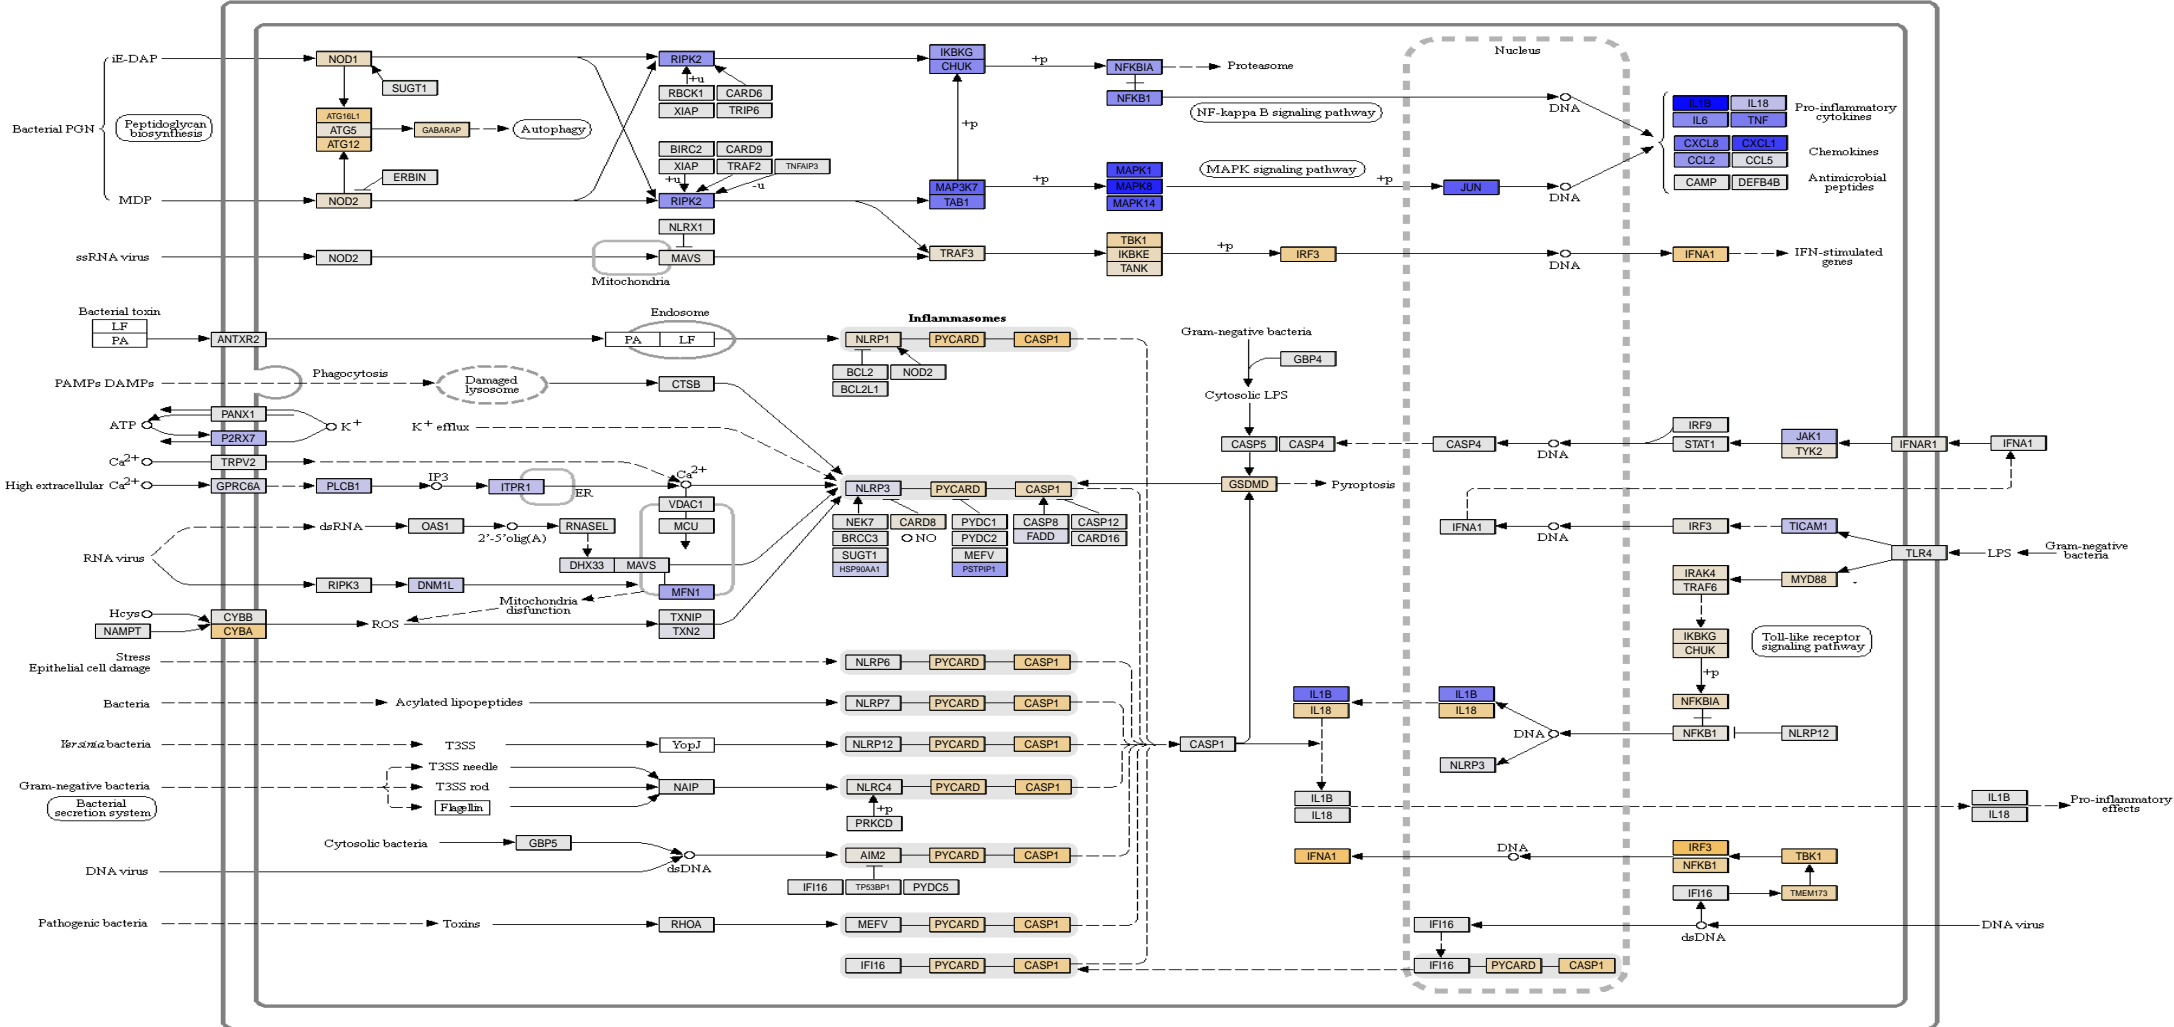 Nucleus
iE-DAP
NOD1
SUGT1
RIPK2
+u
RBCK1
CARD6
XIAP
TRIP6
IKBKG
CHUK
+p
NFKBIA
Proteasome
NFKB1
NF-kappa B signaling pathway
DNA
Bacterial PGN
Peptidoglycan
biosynthesis
ATG16L1
ATG5
ATG12
GABARAP
Autophagy
+p
IL1B
IL18
IL6
TNF
Pro-inflammatory
cytokines
CXCL8
CXCL1
CCL2
CCL5
Chemokines
CAMP
DEFB4B
Antimicrobial
peptides
BIRC2
CARD9
XIAP
TRAF2
TNFAIP3
+u
-u
ERBIN
MDP
NOD2
RIPK2
MAP3K7
TAB1
+p
MAPK1
MAPK8
MAPK14
MAPK signaling pathway
+p
JUN
DNA
NLRX1
ssRNA virus
NOD2
MAVS
Mitochondria
TRAF3
TBK1
IKBKE
TANK
+p
IRF3
DNA
IFNA1
IFN-stimulated
genes
Bacterial toxin
LF
PA
ANTXR2
Endosome
PA
LF
Inflammasomes
NLRP1
PYCARD
CASP1
BCL2
NOD2
BCL2L1
Gram-negative bacteria
GBP4
Cytosolic LPS
PAMPs DAMPs
Phagocytosis
Damaged
lysosome
CTSB
PANX1
ATP
K+
P2RX7
K+ efflux
Ca2+
TRPV2
High extracellular Ca2+
GPRC6A
PLCB1
IP3
ITPR1
ER
Ca2+
VDAC1
MCU
NLRP3
PYCARD
CASP1
NEK7
CARD8
PYDC1
CASP8
CASP12
BRCC3
NO
PYDC2
FADD
CARD16
SUGT1
MEFV
HSP90AA1
PSTPIP1
CASP5
CASP4
CASP4
DNA
IRF9
STAT1
JAK1
TYK2
IFNAR1
IFNA1
GSDMD
Pyroptosis
IFNA1
DNA
IRF3
TICAM1
TLR4
LPS
Gram-negative
bacteria
RNA virus
dsRNA
OAS1
2'-5'olig(A)
RNASEL
DHX33
MAVS
RIPK3
DNM1L
MFN1
Mitochondria
disfunction
Hcys
NAMPT
CYBB
CYBA
ROS
TXNIP
TXN2
IRAK4
TRAF6
MYD88
-
IKBKG
CHUK
+p
Toll-like receptor
signaling pathway
NFKBIA
NFKB1
NLRP12
DNA
IL1B
IL18
IL1B
IL18
NLRP3
Stress
Epithelial cell damage
NLRP6
PYCARD
CASP1
Bacteria
Acylated lipopeptides
NLRP7
PYCARD
CASP1
Yersinia bacteria
T3SS
YopJ
NLRP12
PYCARD
CASP1
CASP1
Gram-negative bacteria
T3SS needle
T3SS rod
Flagellin
NAIP
NLRC4
PYCARD
CASP1
+p
PRKCD
Bacterial
secretion system
IL1B
IL18
IL1B
IL18
Pro-inflammatory
effects
Cytosolic bacteria
GBP5
DNA virus
dsDNA
AIM2
PYCARD
CASP1
IFI16
TP53BP1
PYDC5
IFNA1
DNA
IRF3
NFKB1
TBK1
IFI16
TMEM173
Pathogenic bacteria
Toxins
RHOA
MEFV
PYCARD
CASP1
IFI16
dsDNA
DNA virus
IFI16
PYCARD
CASP1
IFI16
PYCARD
CASP1